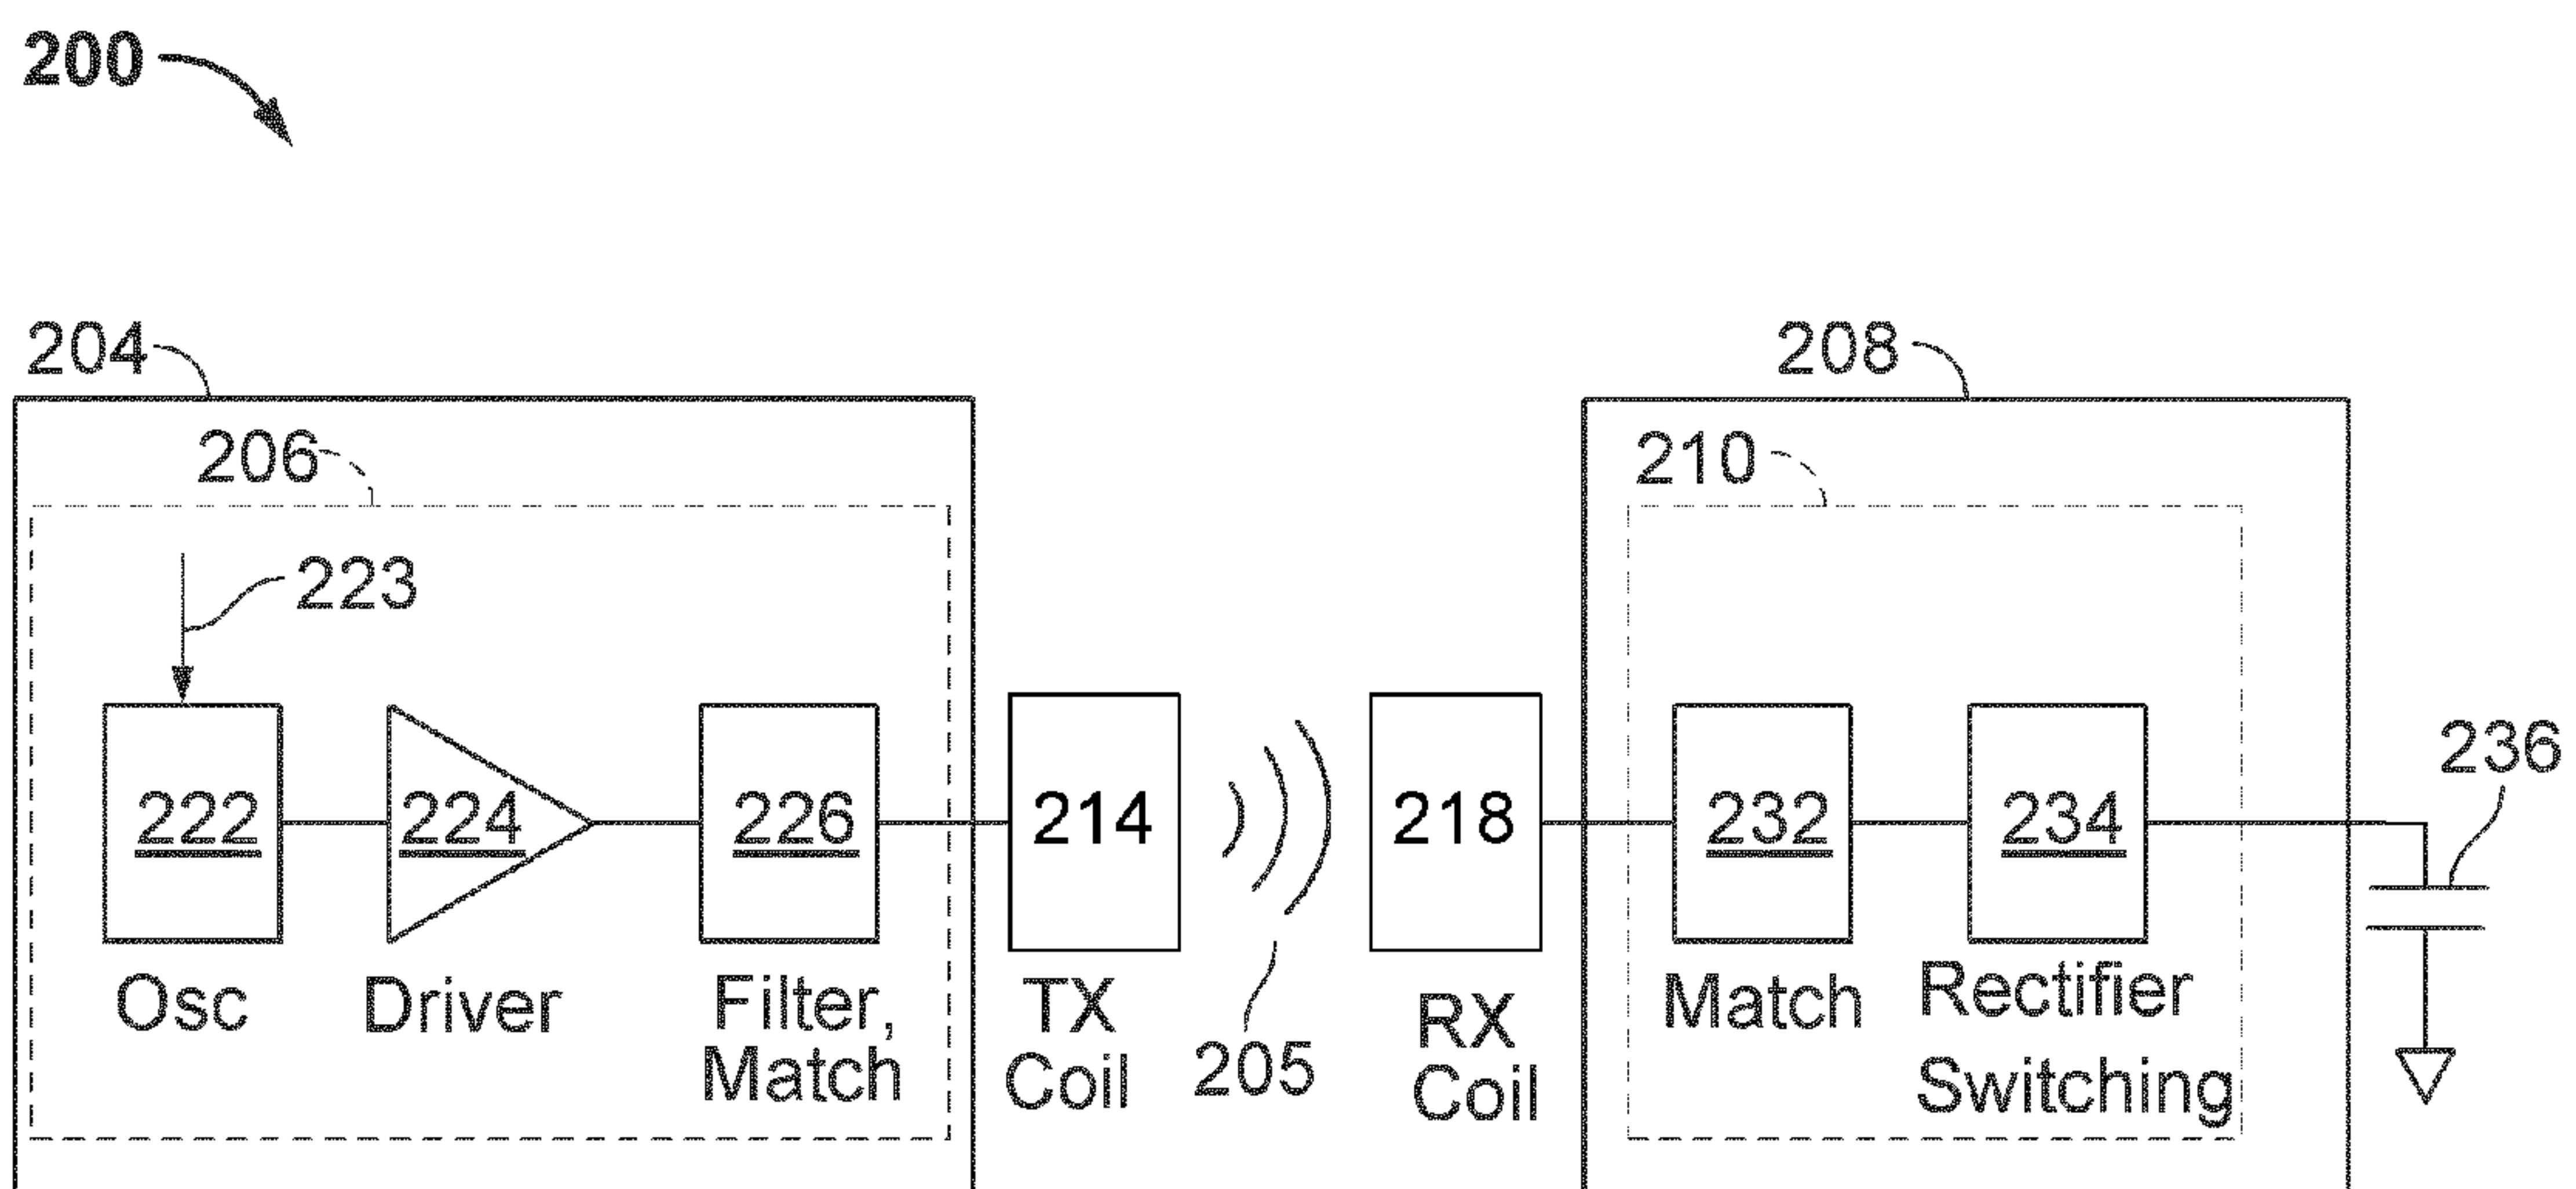 200
204
208
206
210
223
236
222
224
226
214
218
232
234
Osc
Driver
Filter,
Match
TX
Coil
205
RX
Coil
Match
Rectifier
Switching